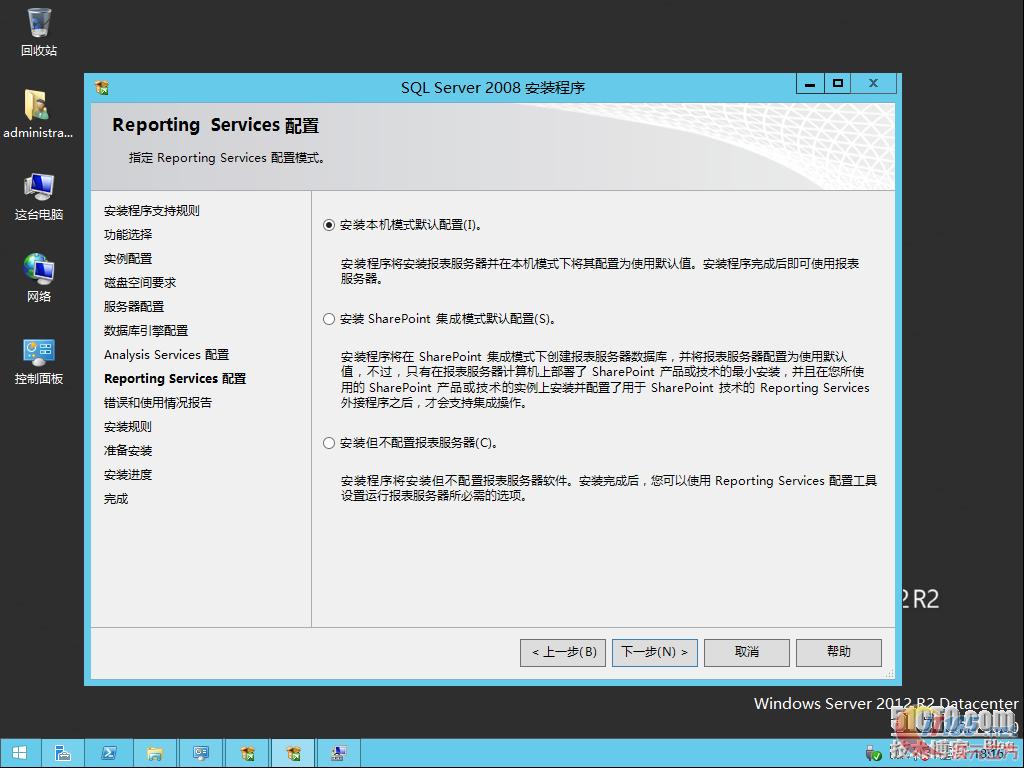 回收站
administra...
这台电脑
网络
控制面板
SQL Server 2008 安装程序
Reporting Services 配置
指定 Reporting Services 配置模式。
安装程序支持规则
功能选择
实例配置
磁盘空间要求
服务器配置
数据库引擎配置
Analysis Services 配置
Reporting Services 配置
错误和使用情况报告
安装规则
准备安装
安装进度
完成
安装本机模式默认配置(I)。
安装程序将安装报表服务器并在本机模式下将其配置为使用默认值。安装程序完成后即可使用报表
服务器。
安装 SharePoint 集成模式默认配置(S)。
安装程序将在 SharePoint 集成模式下创建报表服务器数据库，并将报表服务器配置为使用默认
值，不过，只有在报表服务器计算机上部署了 SharePoint 产品或技术的最小安装，并且在您所使
用的 SharePoint 产品或技术的实例上安装并配置了用于 SharePoint 技术的 Reporting Services
外接程序之后，才会支持集成操作。
安装但不配置报表服务器(C)。
安装程序将安装但不配置报表服务器软件。安装完成后，您可以使用 Reporting Services 配置工具
设置运行报表服务器所必需的选项。
< 上一步(B)
下一步(N) >
取消
帮助
2 R2
Windows Server 2012 R2 Datacenter
51CTO.com
技术博客 Blog
18:16